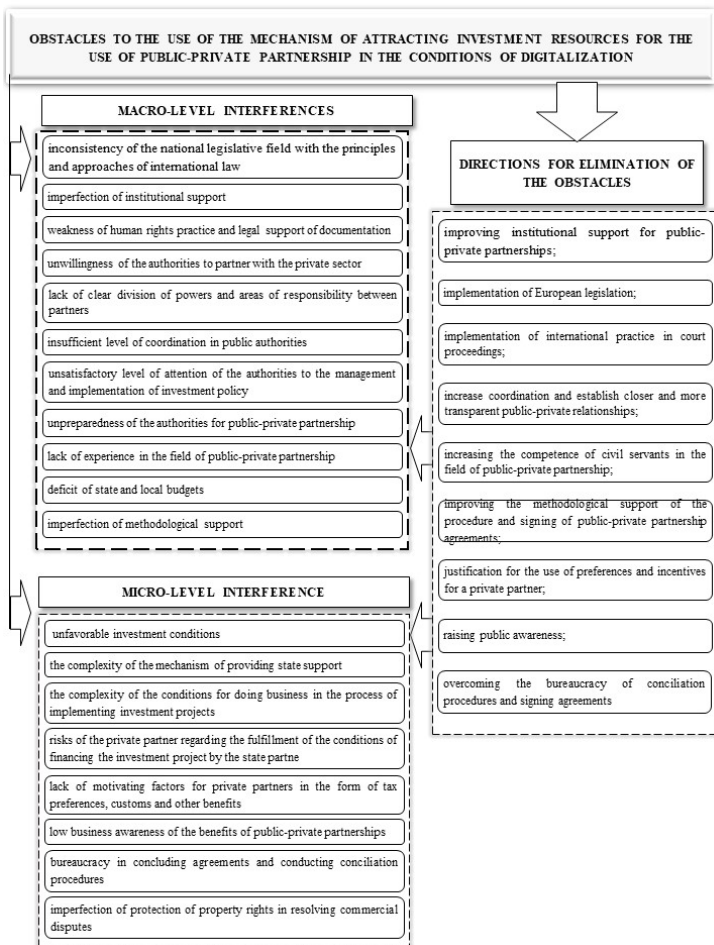 OBSTACLES TO THE USE OF THE MECHANISM OF ATTRACTING INVESTMENT RESOURCES FOR THE
USE OF PUBLIC-PRIVATE PARTNERSHIP IN THE CONDITIONS OF DIGITALIZATION
MACRO-LEVEL INTERFERENCES
inconsistency of the national legislative field with the principles
and approaches of international law
imperfection of institutional support
weakness of human rights practice and legal support of documentation
unwillingness of the authorities to partner with the private sector
lack of clear division of powers and areas of responsibility between
partners
insufficient level of coordination in public authorities
unsatisfactory level of attention of the authorities to the management
and implementation of investment policy
unpreparedness of the authorities for public-private partnership
lack of experience in the field of public-private partnership
deficit of state and local budgets
imperfection of methodological support
MICRO-LEVEL INTERFERENCE
unfavorable investment conditions
the complexity of the mechanism of providing state support
the complexity of the conditions for doing business in the process of
implementing investment projects
risks of the private partner regarding the fulfillment of the conditions of
financing the investment project by the state partne
lack of motivating factors for private partners in the form of tax
preferences, customs and other benefits
low business awareness of the benefits of public-private partnerships
bureaucracy in concluding agreements and conducting conciliation
procedures
imperfection of protection of property rights in resolving commercial
disputes
DIRECTIONS FOR ELIMINATION OF
THE OBSTACLES
improving institutional support for public-
private partnerships;
implementation of European legislation;
implementation of international practice in court
proceedings;
increase coordination and establish closer and more
transparent public-private relationships;
increasing the competence of civil servants in the
field of public-private partnership;
improving the methodological support of the
procedure and signing of public-private partnership
agreements;
justification for the use of preferences and incentives
for a private partner;
raising public awareness;
overcoming the bureaucracy of conciliation
procedures and signing agreements